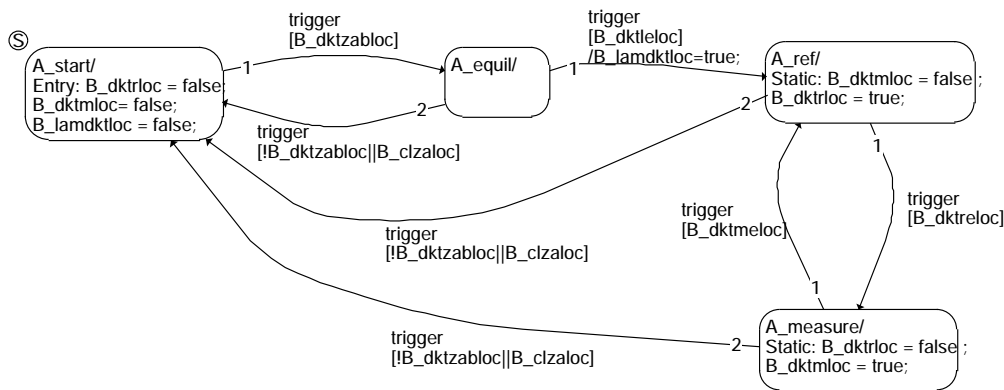 trigger
[B_dktzabloc]
trigger
[B_dktleloc]
/B_lamdktloc=true;
S
A_start/
Entry: B_dktrloc = false;
B_dktmloc= false;
B_lamdktloc = false;
1
A_equil/
1
2
A_ref/
Static: B_dktmloc = false ;
B_dktrloc = true;
2
1
trigger
[!B_dktzabloc||B_clzaloc]
trigger
[B_dktmeloc]
trigger
[B_dktreloc]
trigger
[!B_dktzabloc||B_clzaloc]
1
A_measure/
Static: B_dktrloc = false ;
B_dktmloc = true;
2
trigger
[!B_dktzabloc||B_clzaloc]